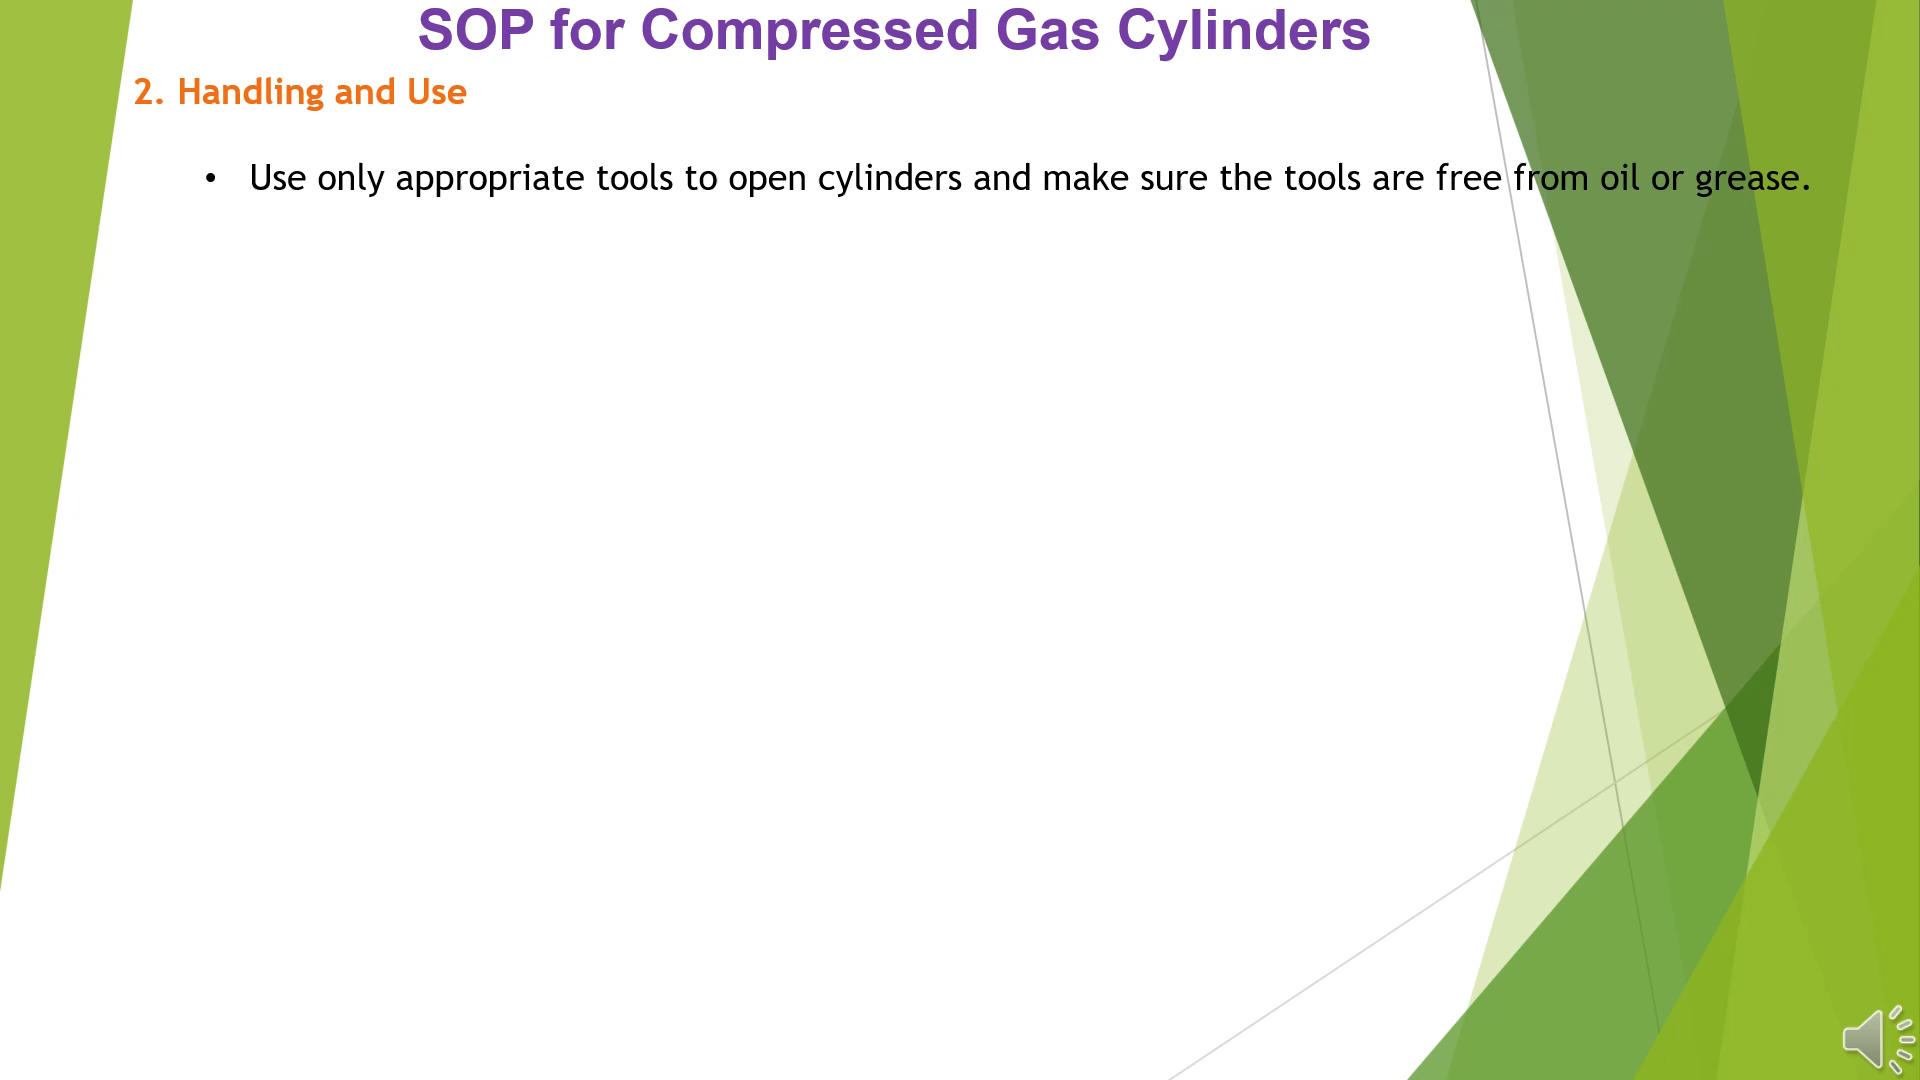 SOP for Compressed Gas Cylinders
2. Handling and Use
• Use only appropriate tools to open cylinders and make sure the tools are free from oil or grease.